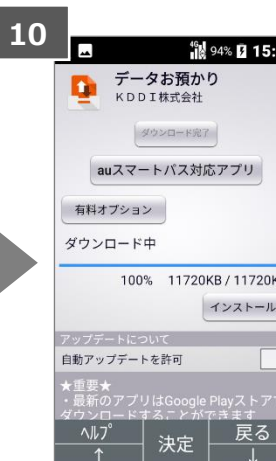 10
4G 94% 15:
データお預かり
KDDI株式会社
ダウンロード完了
auスマートパス対応アプリ
有料オプション
ダウンロード中
100% 11720KB / 11720K
インストール
アップデートについて
自動アップデートを許可
★重要★
・最新のアプリはGoogle Playストアで
ダウンロードすることができます
ﾍﾙﾌﾟ 決定 戻る
↑ ↓